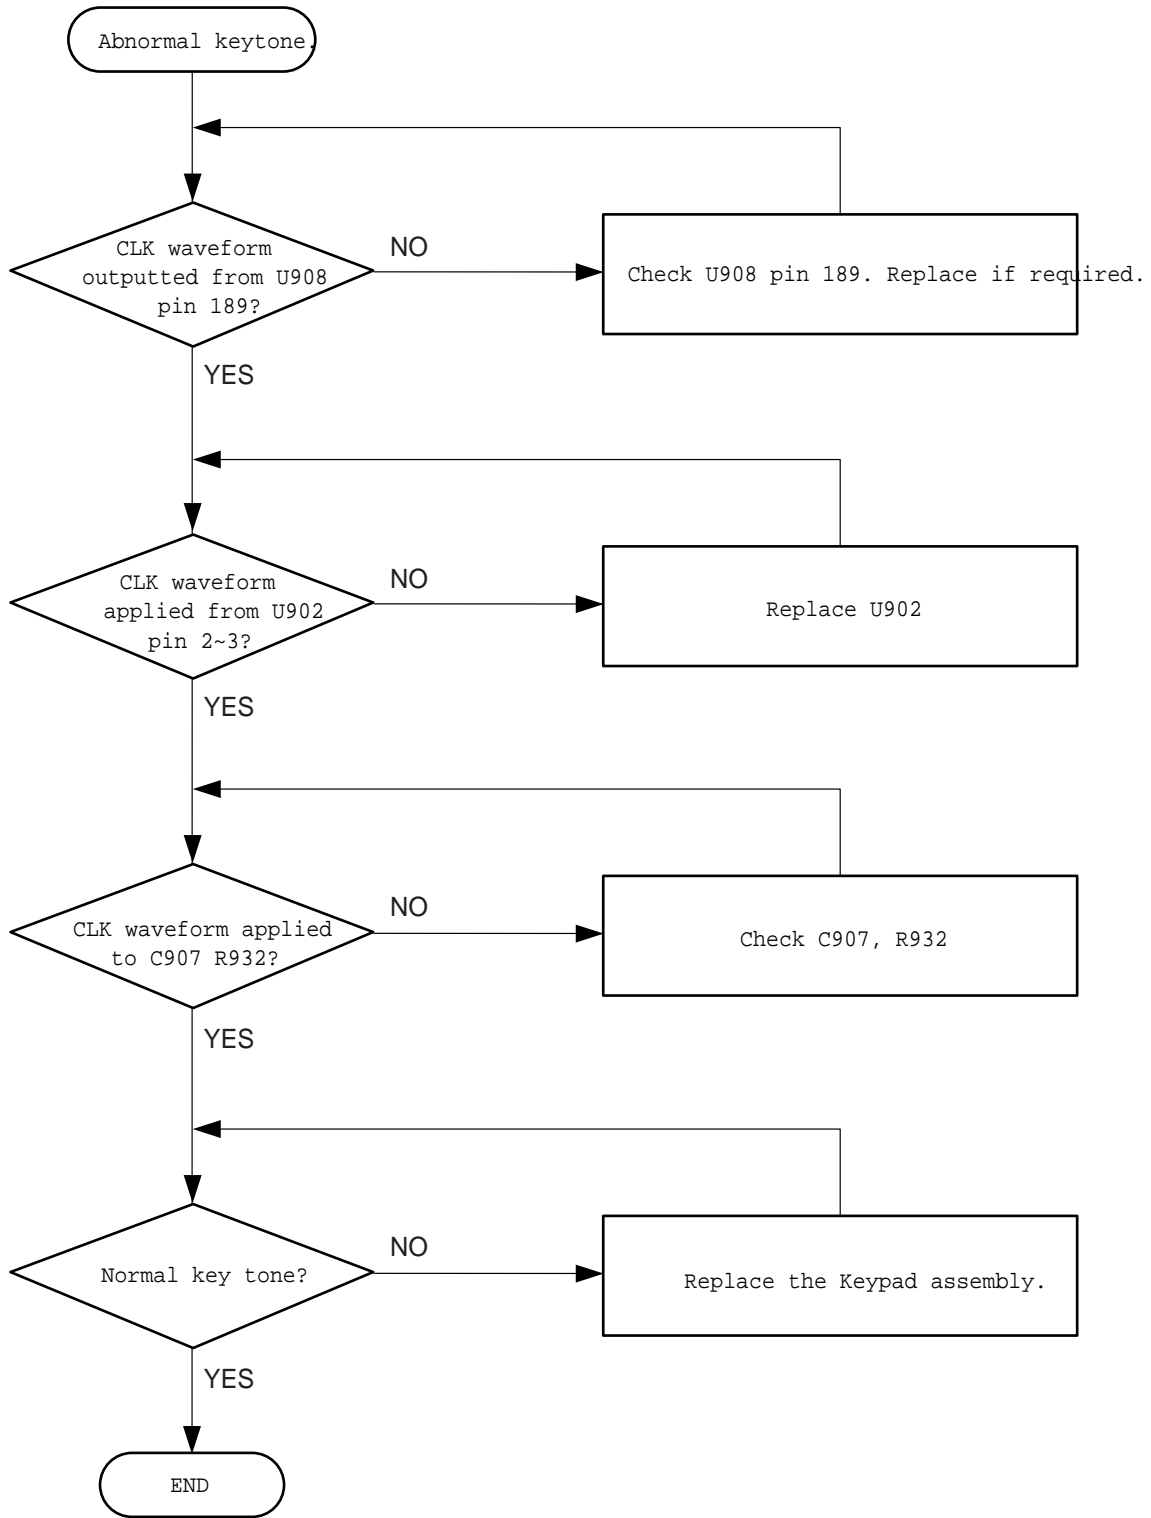 Abnormal keytone.
CLK waveform
outputted from U908
pin 189?
NO
Check U908 pin 189. Replace if required.
YES
CLK waveform
applied from U902
pin 2~3?
NO
Replace U902
YES
CLK waveform applied
to C907 R932?
NO
Check C907, R932
YES
Normal key tone?
NO
Replace the Keypad assembly.
YES
END